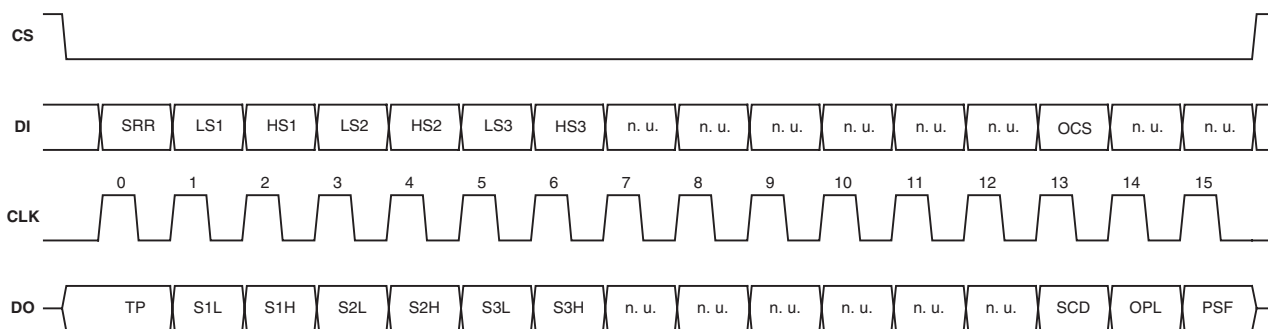 CS
DI SRR LS1 HS1 LS2 HS2 LS3 HS3 n. u. n. u. n. u. n. u. n. u. n. u. OCS n. u. n. u.
0 1 2 3 4 5 6 7 8 9 10 11 12 13 14 15
CLK
DO TP S1L S1H S2L S2H S3L S3H n. u. n. u. n. u. n. u. n. u. n. u. SCD OPL PSF